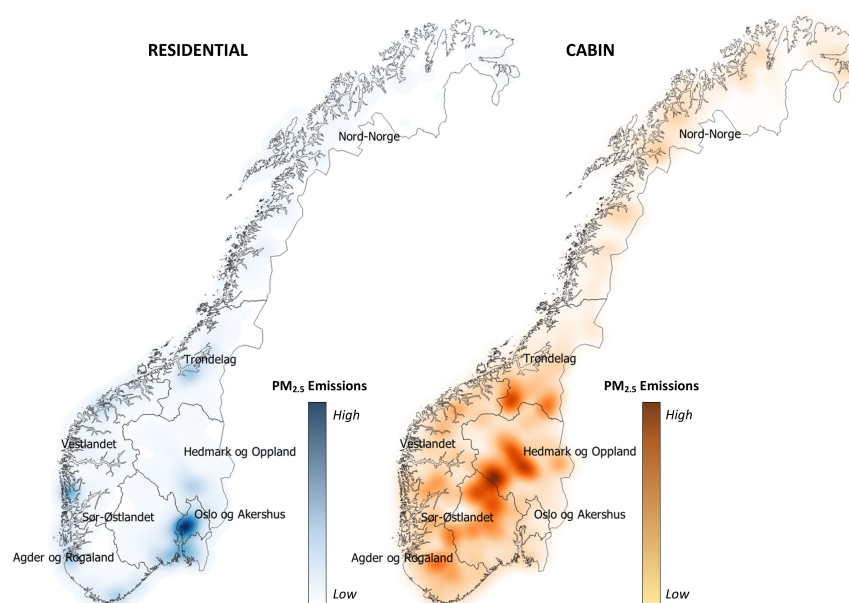 RESIDENTIAL
CABIN
Nord-Norge
Nord-Norge
Trøndelag
Trøndelag
PM₂.₅ Emissions
PM₂.₅ Emissions
High
High
Vestlandet
Vestlandet
Hedmark og Oppland
Hedmark og Oppland
Sør-Østlandet
Oslo og Akershus
Sør-Østlandet
Oslo og Akershus
Agder og Rogaland
Agder og Rogaland
Low
Low